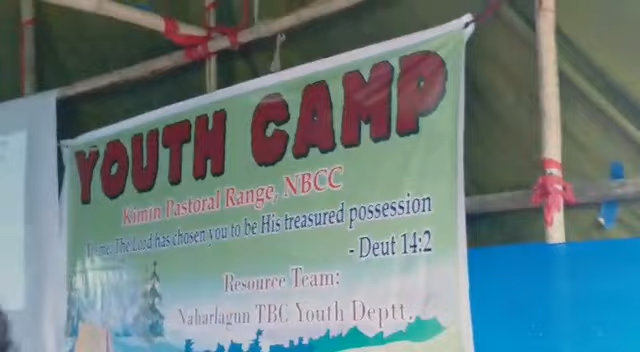 YOUTH CAMP
Kimin Pastoral Range, NBCC
Theme: The Lord has chosen you to be His treasured possession
- Deut 14:2
Resource Team:
Naharlagun TBC Youth Deptt.